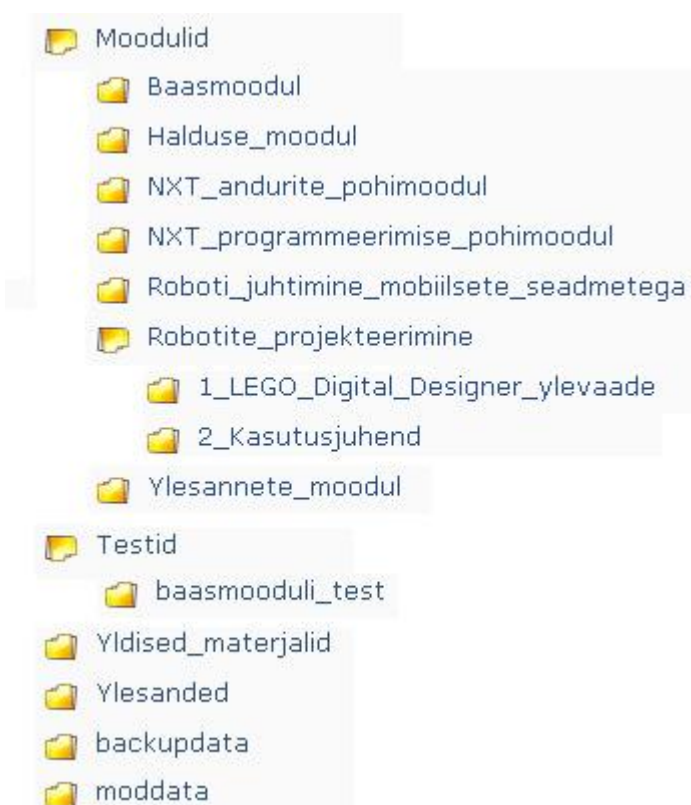 Moodulid
Baasmoodul
Halduse_moodul
NXT_andurite_pohimoodul
NXT_programmeerimise_pohimoodul
Roboti_juhtimine_mobiilsete_seadmetega
Robotite_projekteerimine
1_LEGO_Digital_Designer_ylevaade
2_Kasutusjuhend
Ylesannete_moodul
Testid
baasmooduli_test
Yldised_materjalid
Ylesanded
backupdata
moddata